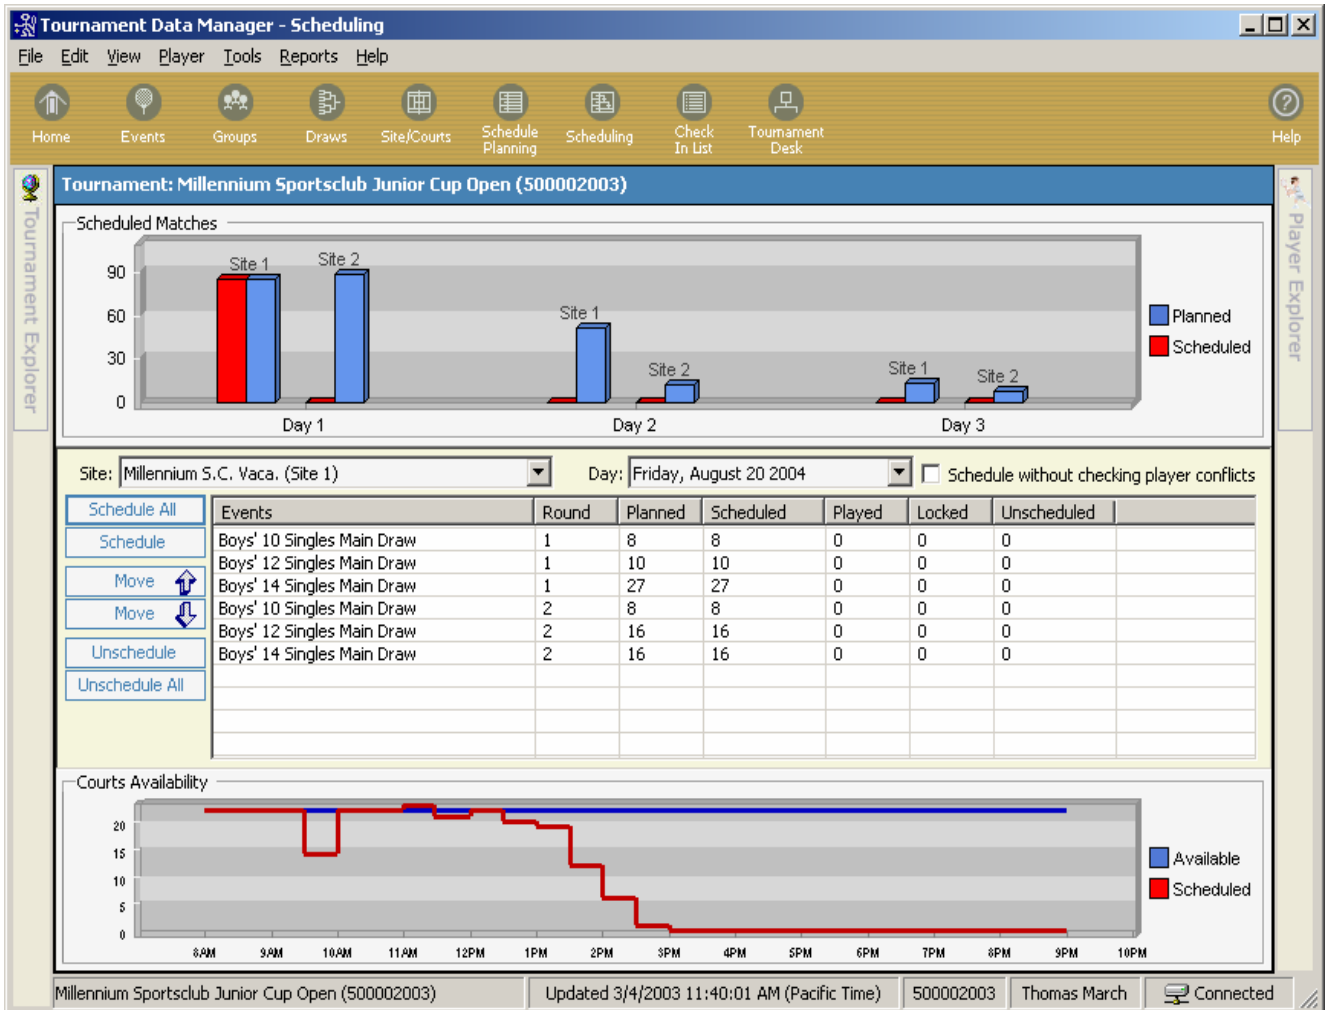 Tournament Data Manager - Scheduling
File Edit View Player Tools Reports Help
Home Events Groups Draws Site/Courts Schedule Planning Scheduling Check In List Tournament Desk Help
Tournament Explorer
Player Explorer
Tournament: Millennium Sportsclub Junior Cup Open (500002003)
Scheduled Matches
90
60
30
0
Site 1 Site 2
Site 1 Site 2
Site 1 Site 2
Day 1 Day 2 Day 3
Planned
Scheduled
Site: Millennium S.C. Vaca. (Site 1) Day: Friday, August 20 2004 Schedule without checking player conflicts
Schedule All
Schedule
Move
Move
Unschedule
Unschedule All
Events Round Planned Scheduled Played Locked Unscheduled
Boys' 10 Singles Main Draw 1 8 8 0 0 0
Boys' 12 Singles Main Draw 1 10 10 0 0 0
Boys' 14 Singles Main Draw 1 27 27 0 0 0
Boys' 10 Singles Main Draw 2 8 8 0 0 0
Boys' 12 Singles Main Draw 2 16 16 0 0 0
Boys' 14 Singles Main Draw 2 16 16 0 0 0
Courts Availability
20
15
10
5
0
8AM 9AM 10AM 11AM 12PM 1PM 2PM 3PM 4PM 5PM 6PM 7PM 8PM 9PM 10PM
Available
Scheduled
Millennium Sportsclub Junior Cup Open (500002003) Updated 3/4/2003 11:40:01 AM (Pacific Time) 500002003 Thomas March Connected